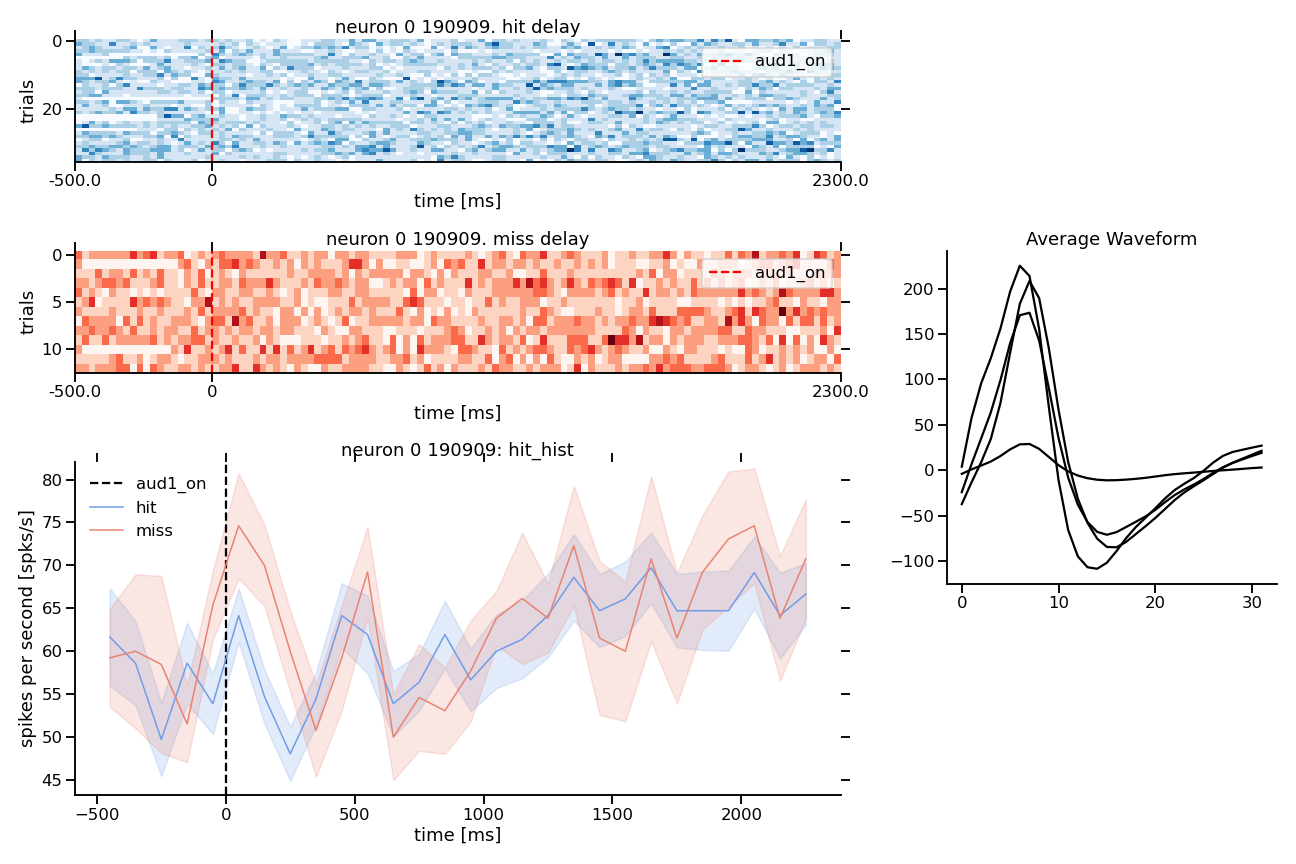 neuron 0 190909. hit delay
0
20
trials
aud1_on
-500.0
0
2300.0
time [ms]
neuron 0 190909. miss delay
0
5
10
trials
aud1_on
-500.0
0
2300.0
time [ms]
neuron 0 190909: hit_hist
80
75
70
65
60
55
50
45
spikes per second [spks/s]
aud1_on
hit
miss
−500
0
500
1000
1500
2000
time [ms]
Average Waveform
200
150
100
50
0
−50
−100
0
10
20
30